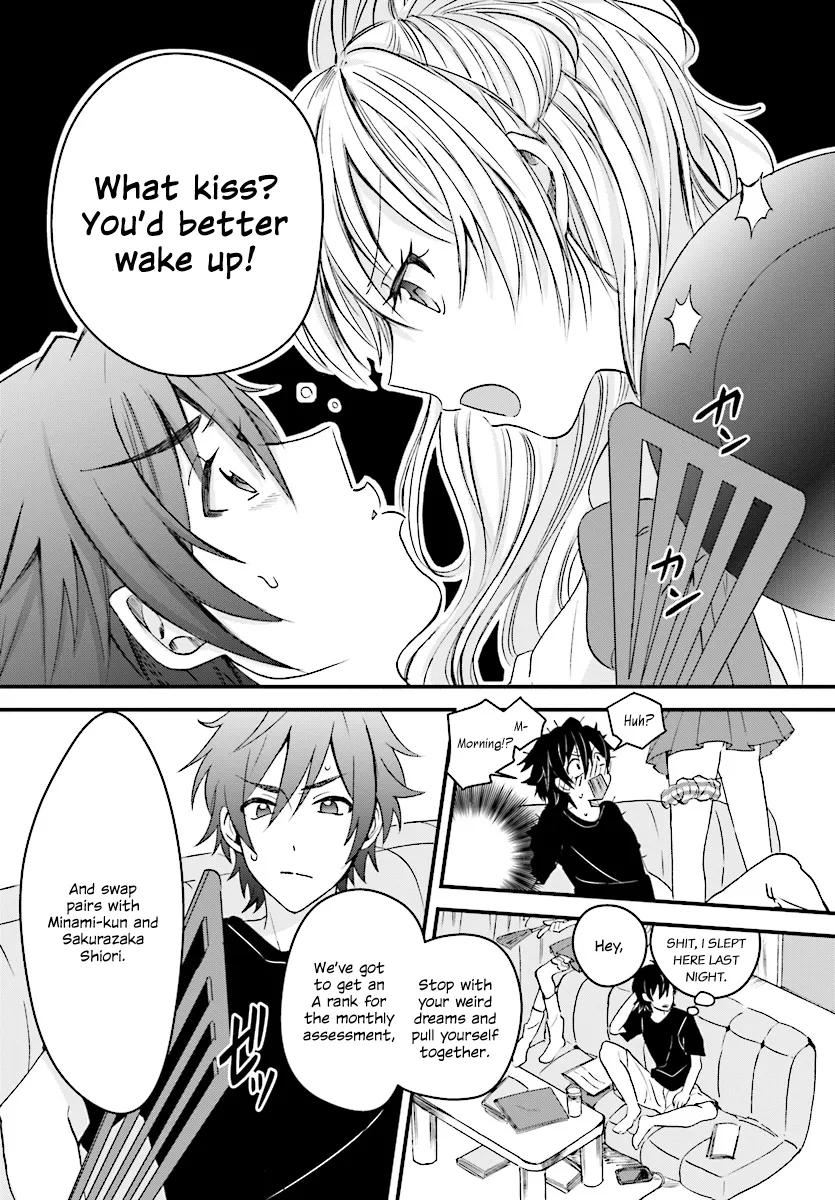 What kiss?
You'd better
wake up!
カン
カン
Huh?
M-
Morning!?
SHIT, I SLEPT
HERE LAST
NIGHT.
Hey,
Stop with
your weird
dreams and
pull yourself
together.
We've got
to get an
A rank for
the monthly
assessment,
And swap
pairs with
Minami-kun and
Sakurazaka
Shiori.
ゼッ